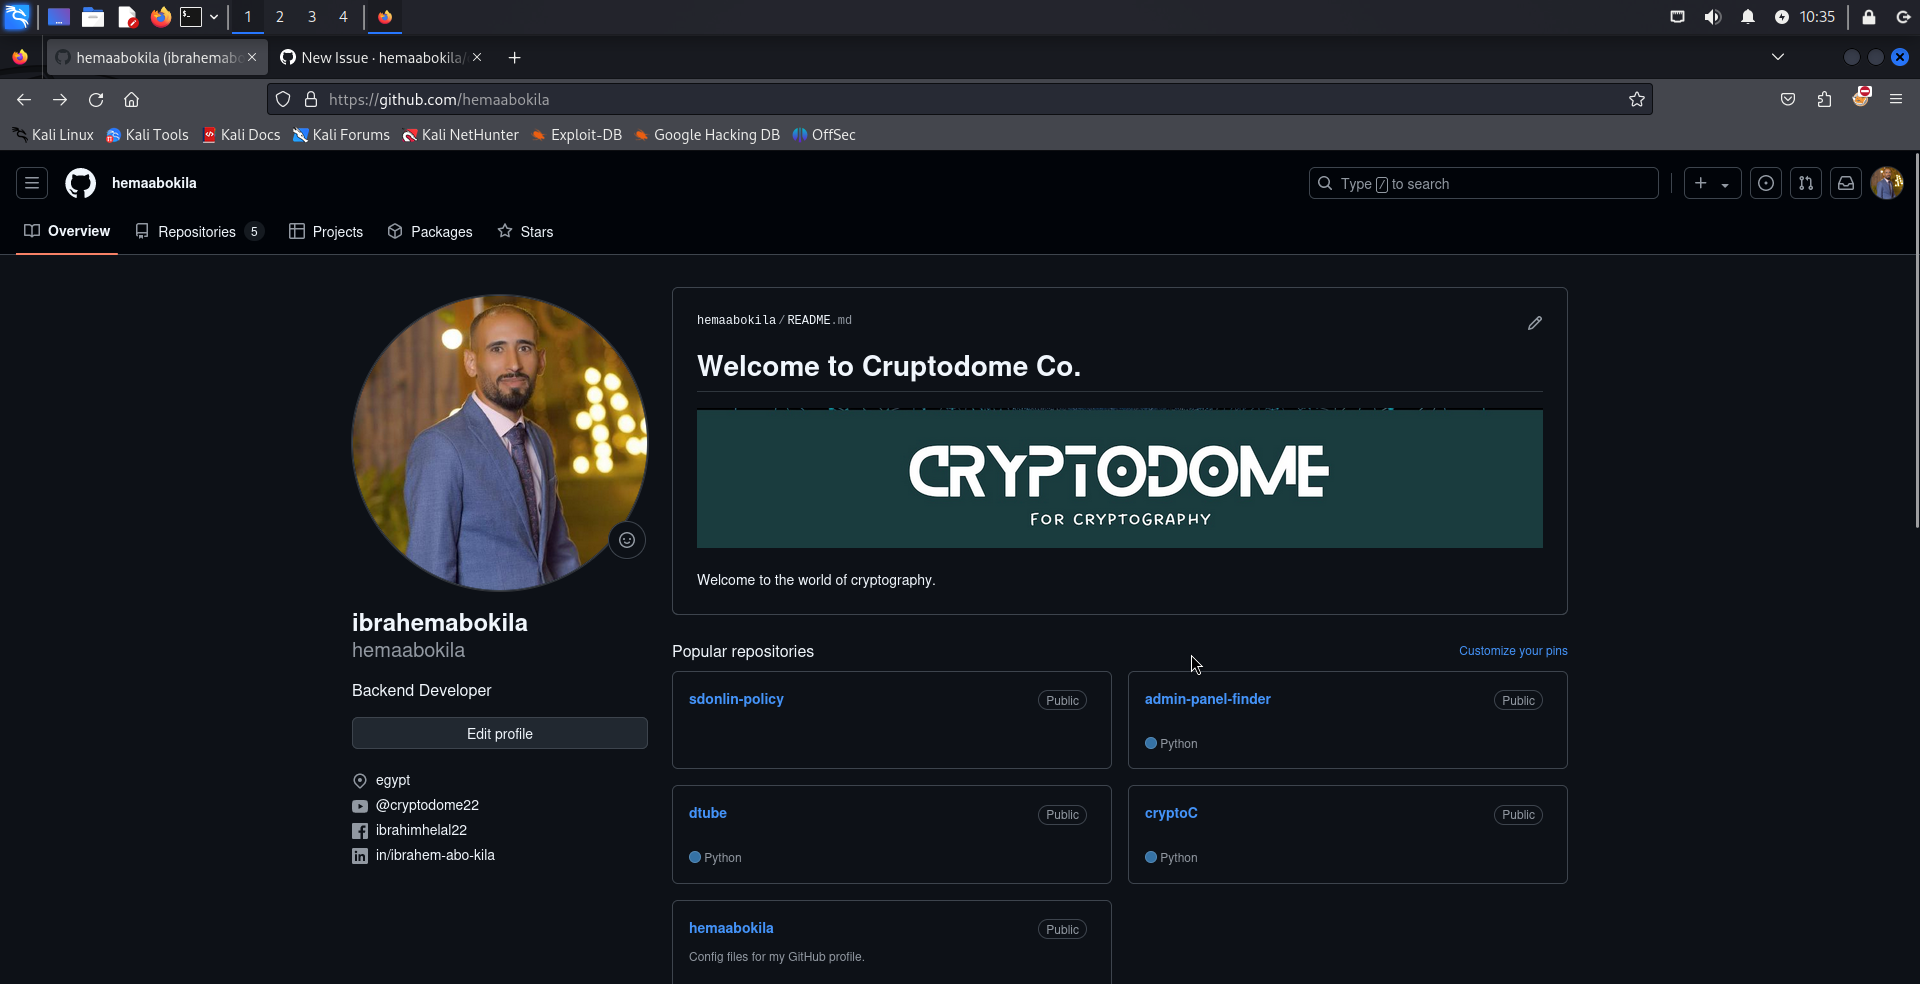 1 2 3 4
10:35
hemaabokila (ibrahemabo
New Issue · hemaabokila/
https://github.com/hemaabokila
Kali Linux Kali Tools Kali Docs Kali Forums Kali NetHunter Exploit-DB Google Hacking DB OffSec
hemaabokila
Type / to search
Overview Repositories 5 Projects Packages Stars
hemaabokila/README.md
Welcome to Cruptodome Co.
CRYPTODOME
FOR CRYPTOGRAPHY
Welcome to the world of cryptography.
ibrahemabokila
hemaabokila
Backend Developer
Edit profile
egypt
@cryptodome22
ibrahimhelal22
in/ibrahem-abo-kila
Popular repositories
Customize your pins
sdonlin-policy Public
admin-panel-finder Public
Python
dtube Public
Python
cryptoC Public
Python
hemaabokila Public
Config files for my GitHub profile.